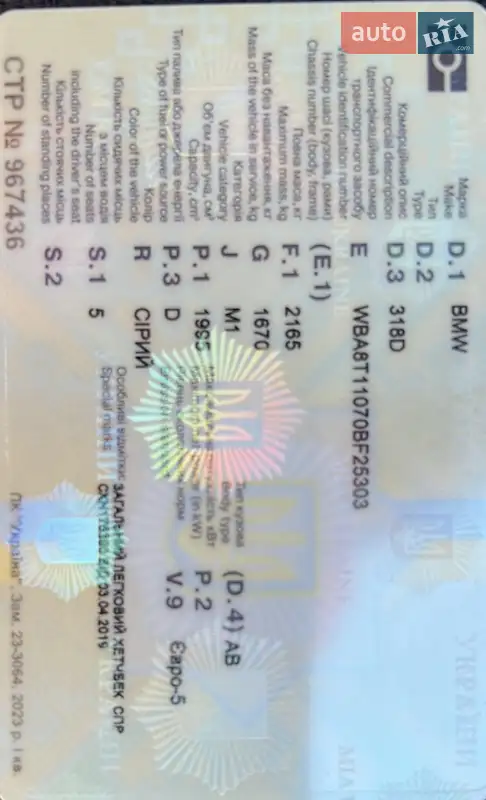 auto RIA .com
Марка
Make
D.1 BMW
Тип
Type
D.2
Комерційний опис
Commercial description
D.3 318D
Ідентифікаційний номер
транспортного засобу
Vehicle identification number
E WBA8T11070BF25303
Номер шасі (кузова, рами)
Chassis number (body, frame)
(E.1)
Повна маса, кг
Maximum mass, kg
F.1 2165
Маса без навантаження, кг
Mass of the vehicle in service, kg
G 1670
Категорія
Vehicle category
J M1
Тип кузова
Body type
(D.4) АВ
Об'єм двигуна, см³
Capacity, cm³
P.1 1995
кВт
(in kW)
P.2
Тип палива або джерела енергії
Type of fuel or power source
P.3 D
V.9 Євро-5
Колір
Color of the vehicle
R СІРИЙ
Кількість сидячих місць
з місцем водія
Number of seats
including the driver's seat
S.1 5
Особливі відмітки
Special marks
ЗАГАЛЬНИЙ ЛЕГКОВИЙ ХЕТЧБЕК СПР
03.04.2019
Кількість стоячих місць
Number of standing places
S.2
СТР № 967436
ПК "Україна". Зам. 23-3064. 2023 р. I кв.